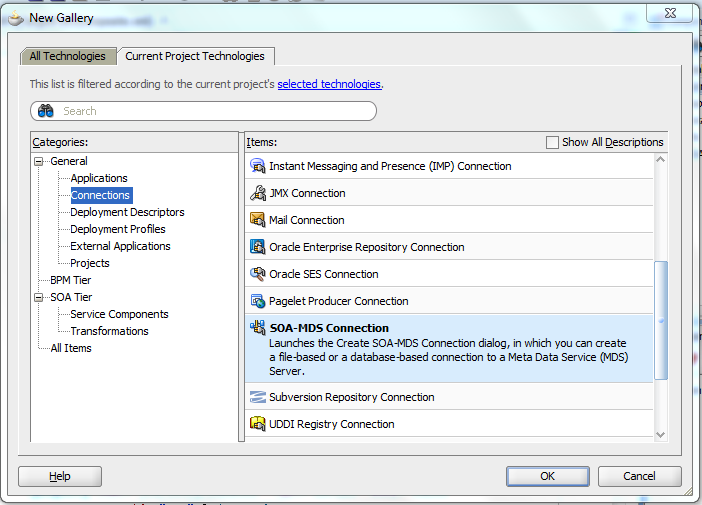 New Gallery
All Technologies
Current Project Technologies
This list is filtered according to the current project's selected technologies.
Search
Categories:
General
Applications
Connections
Deployment Descriptors
Deployment Profiles
External Applications
Projects
BPM Tier
SOA Tier
Service Components
Transformations
All Items
Items:
Show All Descriptions
Instant Messaging and Presence (IMP) Connection
JMX Connection
Mail Connection
Oracle Enterprise Repository Connection
Oracle SES Connection
Pagelet Producer Connection
SOA-MDS Connection
Launches the Create SOA-MDS Connection dialog, in which you can create
a file-based or a database-based connection to a Meta Data Service (MDS)
Server.
Subversion Repository Connection
UDDI Registry Connection
Help
OK
Cancel